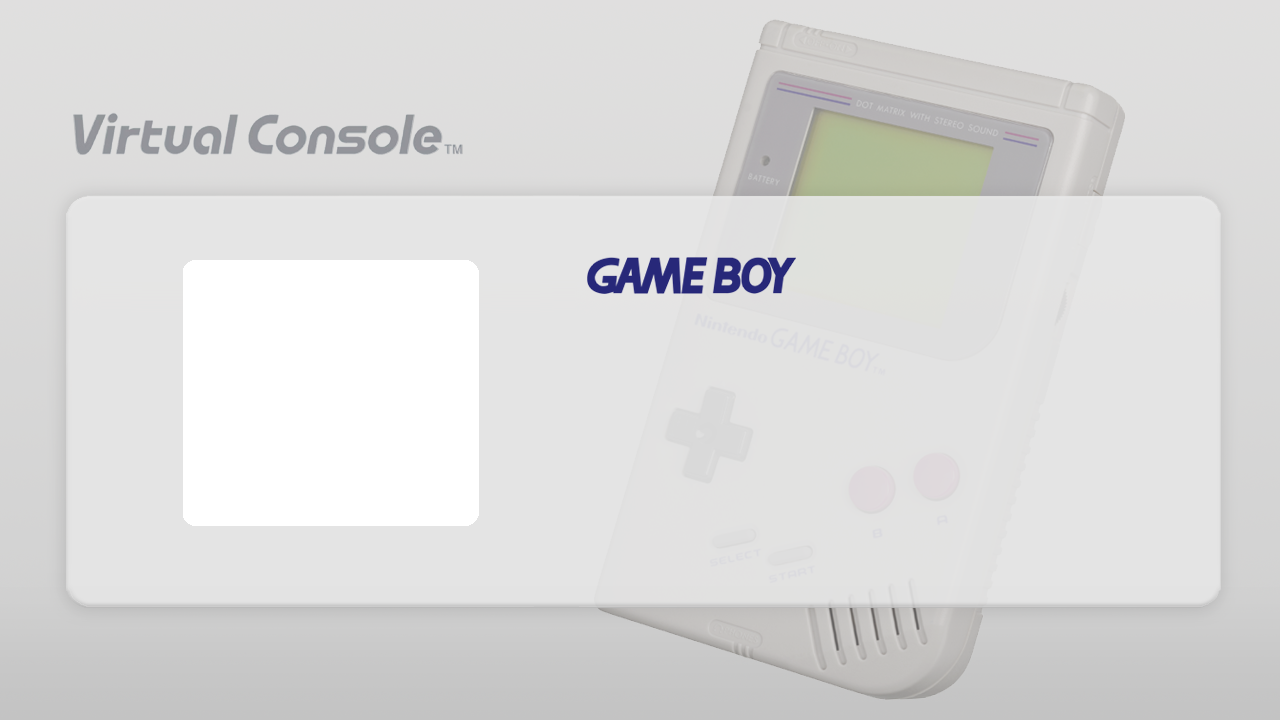 Virtual Console™
DOT MATRIX WITH STEREO SOUND
BATTERY
GAME BOY
Nintendo GAME BOY™
B
A
SELECT
START